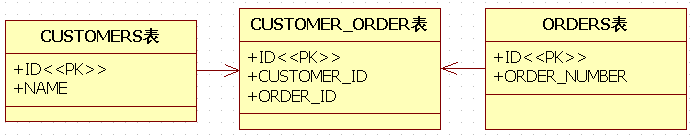 CUSTOMERS表
+ID<<PK>>
+NAME
CUSTOMER_ORDER表
+ID<<PK>>
+CUSTOMER_ID
+ORDER_ID
ORDERS表
+ID<<PK>>
+ORDER_NUMBER